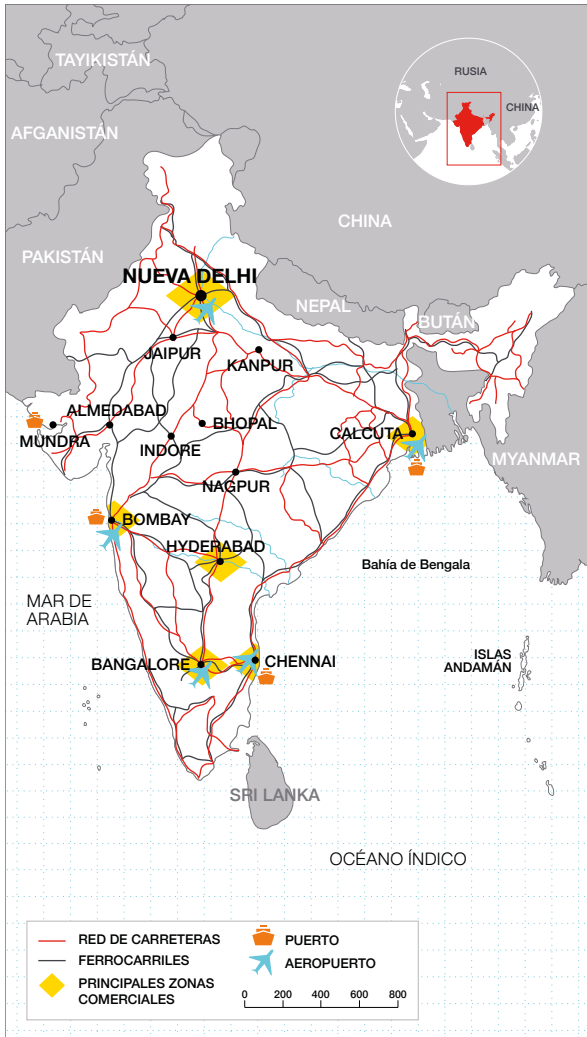 TAYIKISTÁN
RUSIA
CHINA
AFGANISTÁN
CHINA
PAKISTÁN
NUEVA DELHI
NEPAL
BUTÁN
JAIPUR
KANPUR
ALMEDABAD
MUNDRA
BHOPAL
INDORE
CALCUTA
MYANMAR
NAGPUR
BOMBAY
HYDERABAD
Bahía de Bengala
MAR DE
ARABIA
BANGALORE
CHENNAI
ISLAS
ANDAMÁN
SRI LANKA
OCÉANO ÍNDICO
RED DE CARRETERAS
FERROCARRILES
PRINCIPALES ZONAS
COMERCIALES
PUERTO
AEROPUERTO
0 200 400 600 800